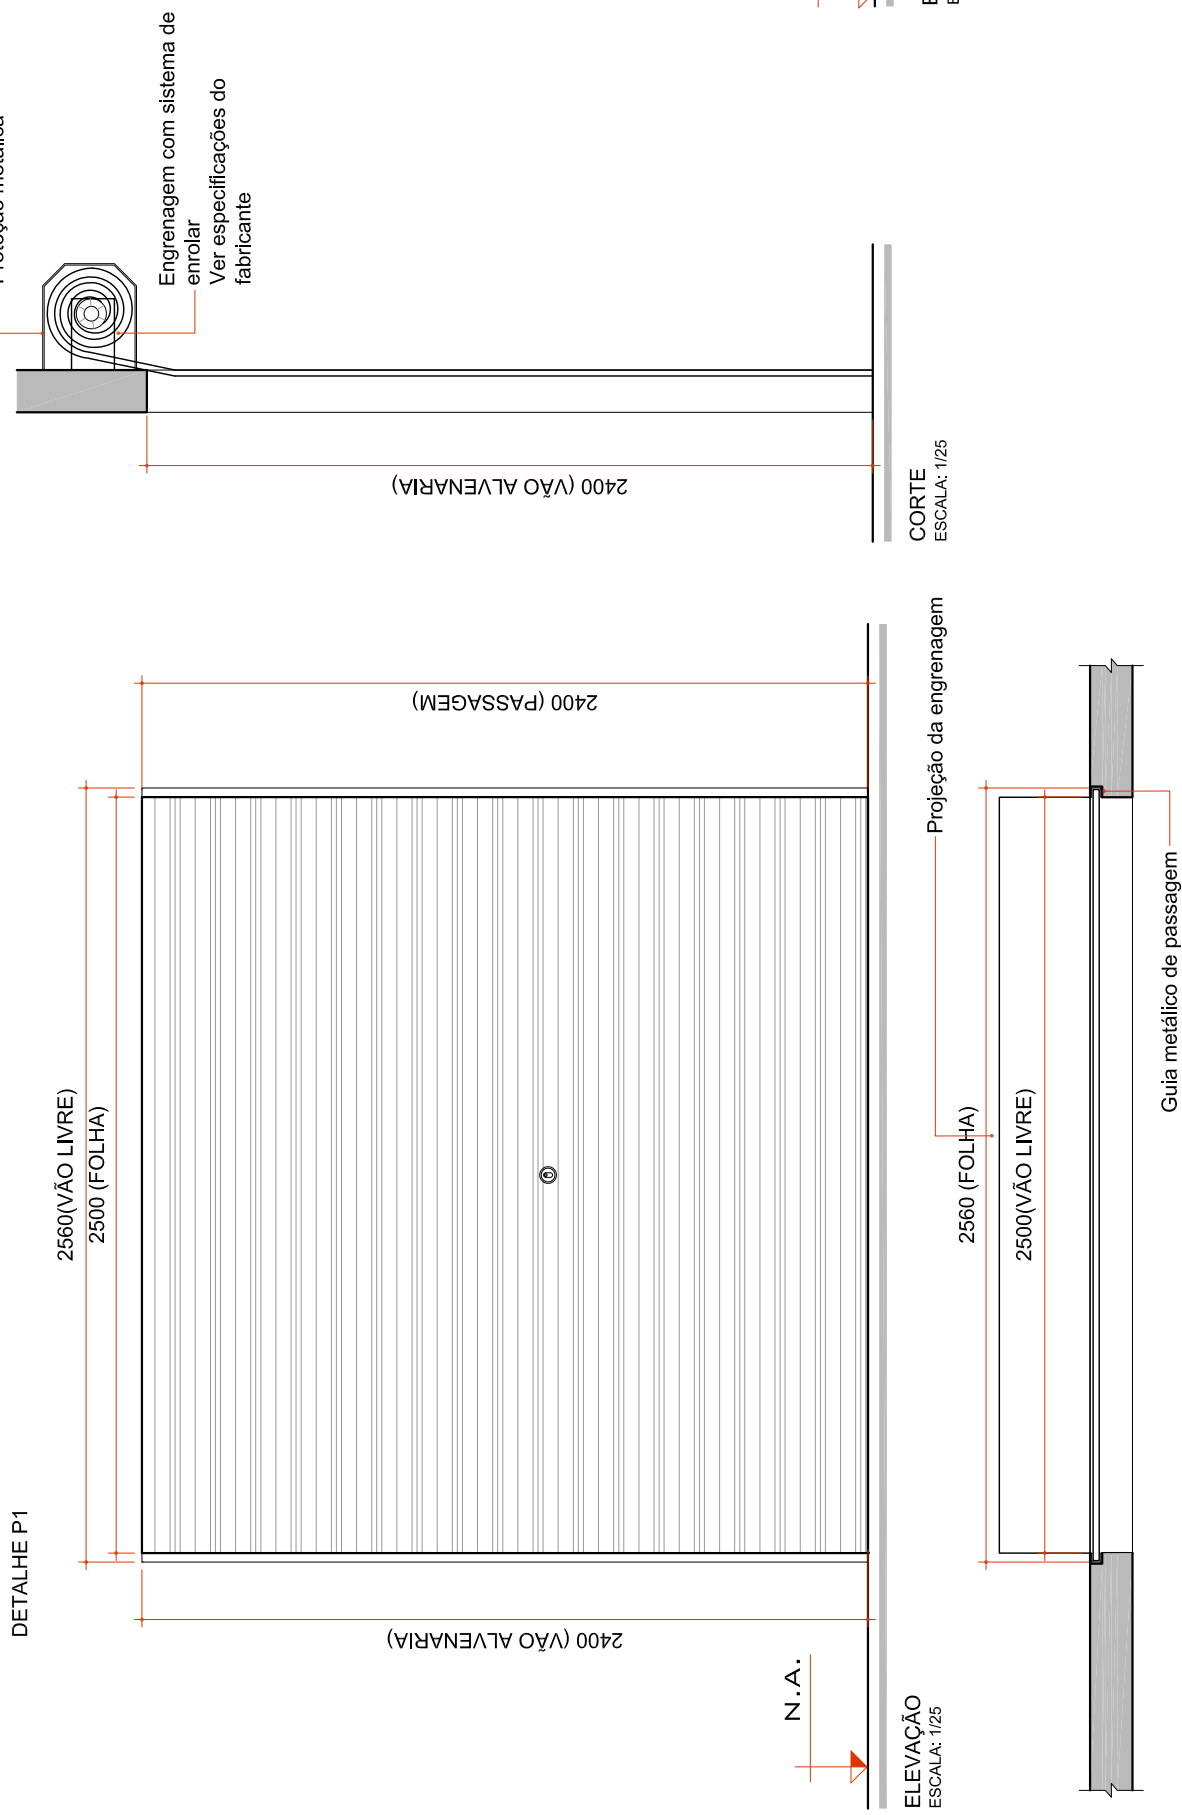 DETALHE P1
2560(VÃO LIVRE)
2500 (FOLHA)
2400 (VÃO ALVENARIA)
2400 (PASSAGEM)
N.A.
ELEVAÇÃO
ESCALA: 1/25
Engrenagem com sistema de
enrolar
Ver especificações do
fabricante
2400 (VÃO ALVENARIA)
CORTE
ESCALA: 1/25
Projeção da engrenagem
2560 (FOLHA)
2500(VÃO LIVRE)
Guia metálico de passagem